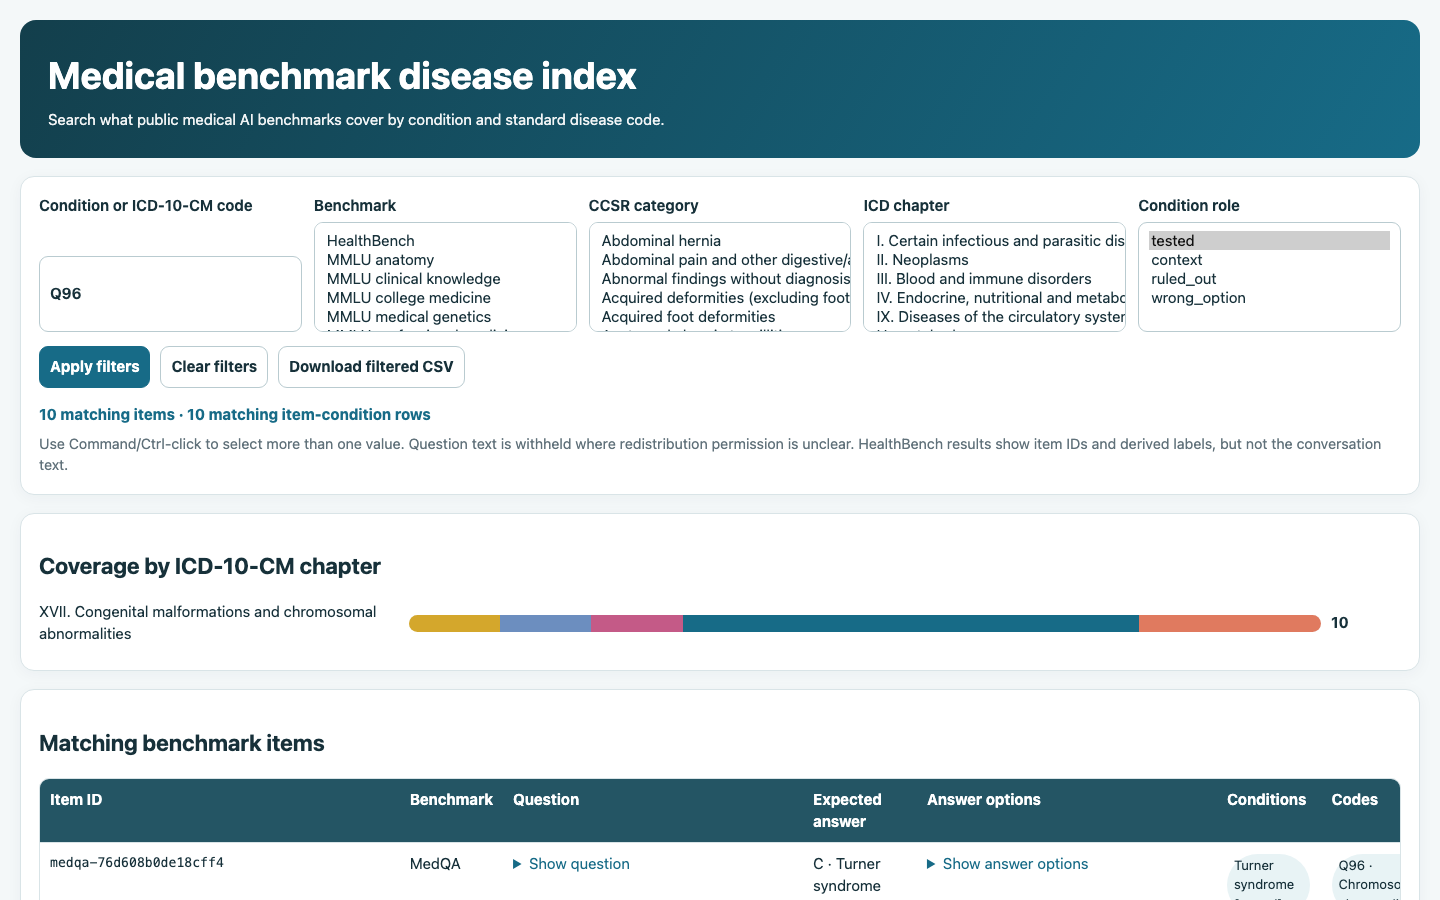 Medical benchmark disease index
Search what public medical AI benchmarks cover by condition and standard disease code.
Condition or ICD-10-CM code
Q96
Benchmark
HealthBench
MMLU anatomy
MMLU clinical knowledge
MMLU college medicine
MMLU medical genetics
CCSR category
Abdominal hernia
Abdominal pain and other digestive/a
Abnormal findings without diagnosis
Acquired deformities (excluding foot
Acquired foot deformities
ICD chapter
I. Certain infectious and parasitic dis
II. Neoplasms
III. Blood and immune disorders
IV. Endocrine, nutritional and metabo
IX. Diseases of the circulatory system
Condition role
tested
context
ruled_out
wrong_option
Apply filters
Clear filters
Download filtered CSV
10 matching items · 10 matching item-condition rows
Use Command/Ctrl-click to select more than one value. Question text is withheld where redistribution permission is unclear. HealthBench results show item IDs and derived labels, but not the conversation
text.
Coverage by ICD-10-CM chapter
XVII. Congenital malformations and chromosomal
abnormalities
10
Matching benchmark items
Item ID
Benchmark
Question
Expected
answer
Answer options
Conditions
Codes
medqa-76d608b0de18cff4
MedQA
Show question
C · Turner
syndrome
Show answer options
Turner
syndrome
Q96 ·
Chromoso